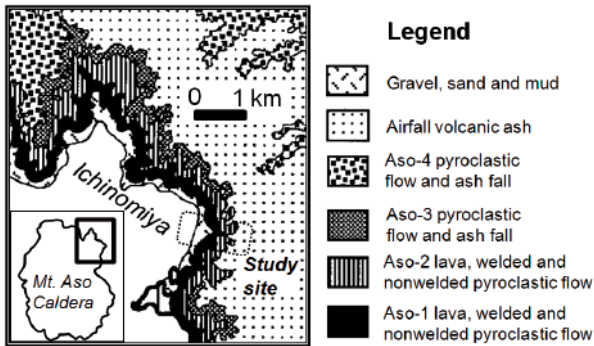 0 1 km
Ichinomiya
Study
site
Mt. Aso
Caldera
Legend
Gravel, sand and mud
Airfall volcanic ash
Aso-4 pyroclastic
flow and ash fall
Aso-3 pyroclastic
flow and ash fall
Aso-2 lava, welded and
nonwelded pyroclastic flow
Aso-1 lava, welded and
nonwelded pyroclastic flow